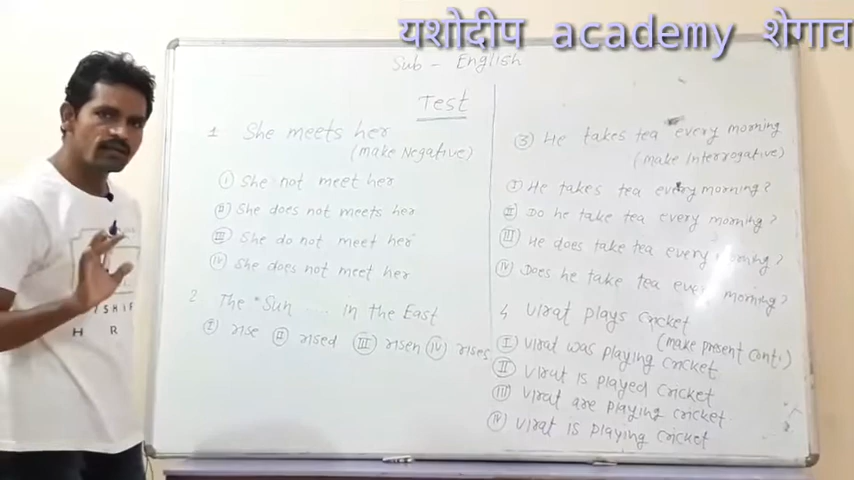 यशोदीप academy शेगाव
Sub - English
Test
1 She meets her
(make Negative)
I She not meet her
II She does not meets her
III She do not meet her
IV She does not meet her
2 The Sun .... in the East
I rise II rised III risen IV rises
3 He takes tea every morning
(make Interrogative)
I He takes tea every morning?
II Do he take tea every morning?
III He does take tea every morning?
IV Does he take tea every morning?
4 virat plays cricket
(make present cont.)
I virat was playing cricket
II virat is played cricket
III virat are playing cricket
IV virat is playing cricket
H R